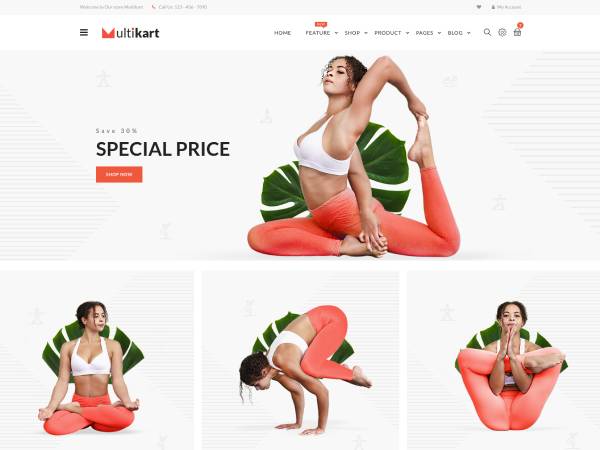 Welcome to Our store Multikart
Call Us: 123 - 456 - 7890
My Account
Multikart
HOME
NEW
FEATURE
SHOP
PRODUCT
PAGES
BLOG
Save 30%
SPECIAL PRICE
SHOP NOW